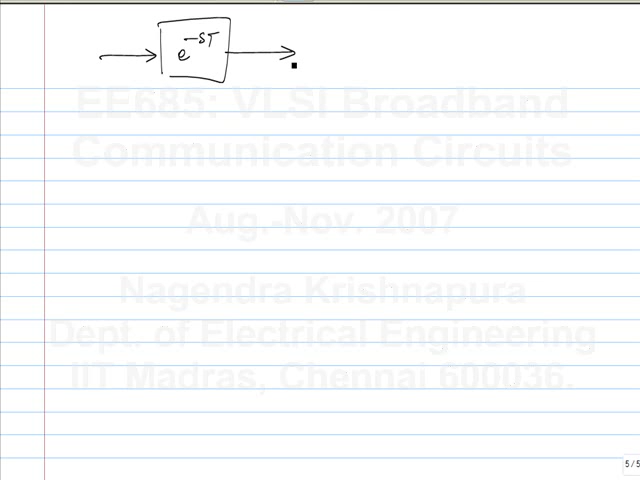 e^{-sT}
EE685: VLSI Broadband
Communication Circuits
Aug.-Nov. 2007
Nagendra Krishnapura
Dept. of Electrical Engineering
IIT Madras, Chennai 600036.
5/5